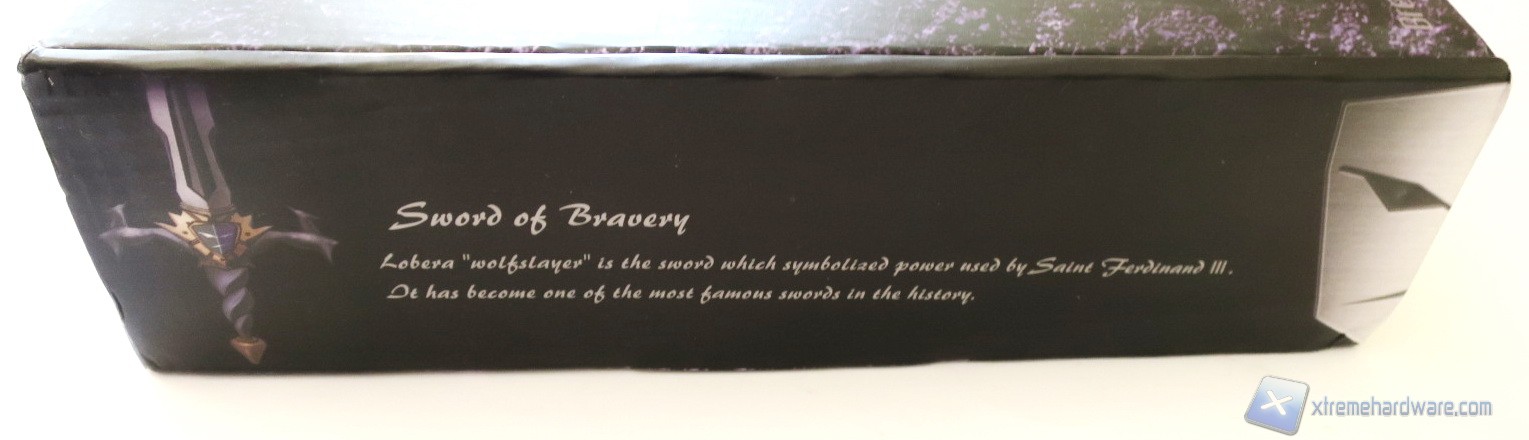 Sword of Bravery
Lobera "wolfslayer" is the sword which symbolized power used by Saint Ferdinand III.
It has become one of the most famous swords in the history.
xtremehardware.com